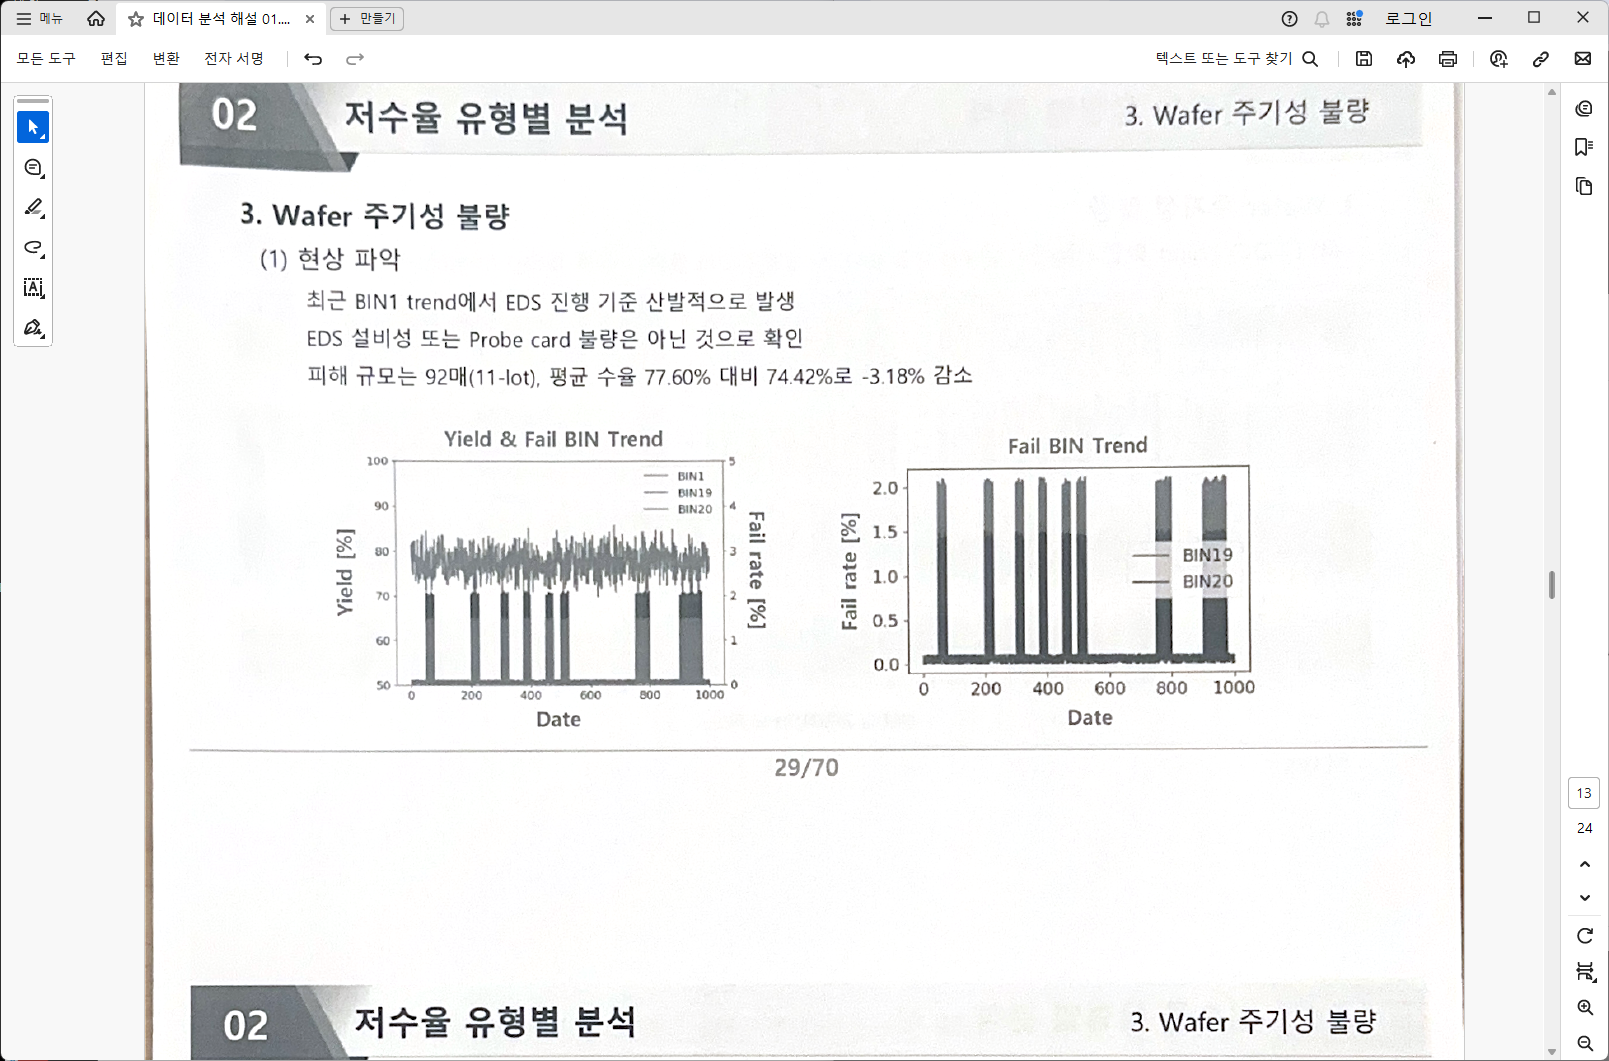 메뉴
데이터 분석 해설 01....
만들기
로그인
모든 도구
편집
변환
전자 서명
텍스트 또는 도구 찾기
02
저수율 유형별 분석
3. Wafer 주기성 불량
3. Wafer 주기성 불량
(1) 현상 파악
최근 BIN1 trend에서 EDS 진행 기준 산발적으로 발생
EDS 설비성 또는 Probe card 불량은 아닌 것으로 확인
피해 규모는 92매(11-lot), 평균 수율 77.60% 대비 74.42%로 -3.18% 감소
Yield & Fail BIN Trend
Yield [%]
100
90
80
70
60
50
BIN1
BIN19
BIN20
5
4
3
2
1
0
Fail rate [%]
0 200 400 600 800 1000
Date
Fail BIN Trend
Fail rate [%]
2.0
1.5
1.0
0.5
0.0
BIN19
BIN20
0 200 400 600 800 1000
Date
29/70
13
24
02
저수율 유형별 분석
3. Wafer 주기성 불량